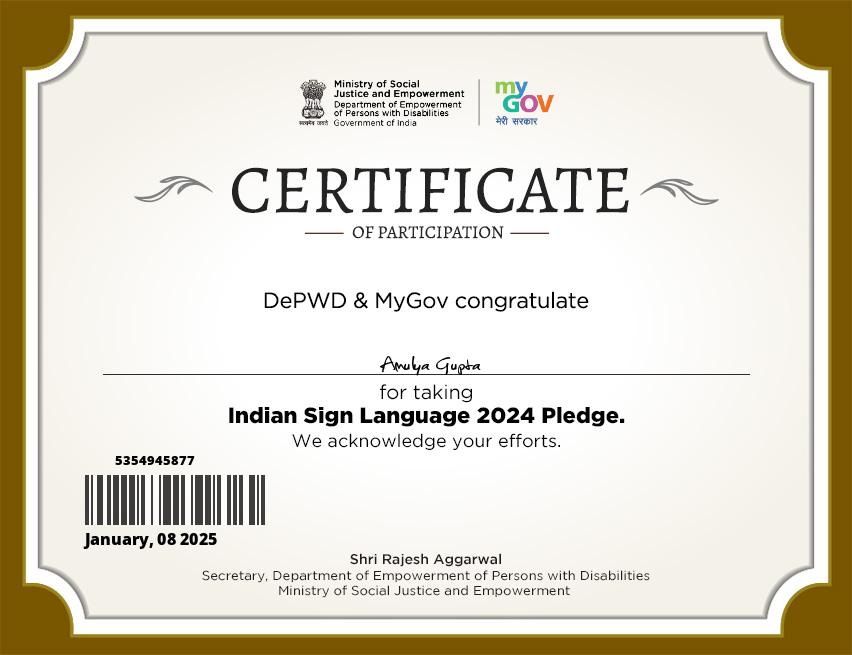 Ministry of Social
Justice and Empowerment
Department of Empowerment
of Persons with Disabilities
Government of India
सत्यमेव जयते
my
GOV
मेरी सरकार
CERTIFICATE
OF PARTICIPATION
DePWD & MyGov congratulate
Amulya Gupta
for taking
Indian Sign Language 2024 Pledge.
We acknowledge your efforts.
5354945877
January, 08 2025
Shri Rajesh Aggarwal
Secretary, Department of Empowerment of Persons with Disabilities
Ministry of Social Justice and Empowerment